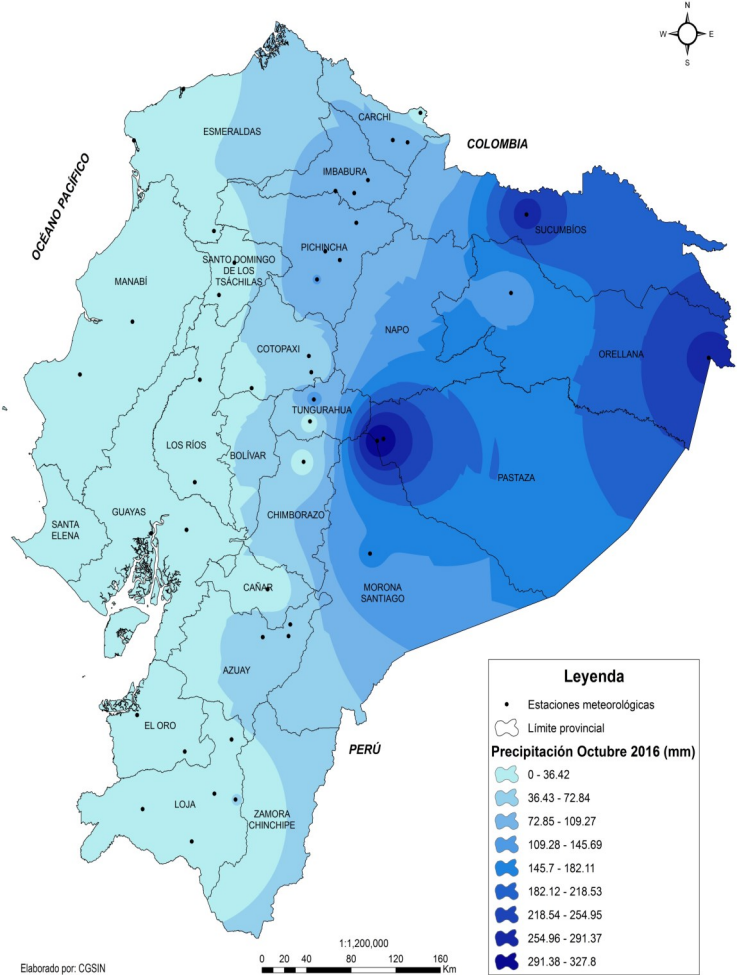 N
W E
S
CARCHI
ESMERALDAS
COLOMBIA
IMBABURA
OCÉANO PACÍFICO
SUCUMBÍOS
PICHINCHA
SANTO DOMINGO
DE LOS
TSÁCHILAS
MANABÍ
NAPO
COTOPAXI
ORELLANA
TUNGURAHUA
LOS RÍOS
BOLÍVAR
PASTAZA
GUAYAS
CHIMBORAZO
SANTA
ELENA
CAÑAR
MORONA
SANTIAGO
AZUAY
EL ORO
PERÚ
LOJA
ZAMORA
CHINCHIPE
Leyenda
Estaciones meteorológicas
Límite provincial
Precipitación Octubre 2016 (mm)
0 - 36.42
36.43 - 72.84
72.85 - 109.27
109.28 - 145.69
145.7 - 182.11
182.12 - 218.53
218.54 - 254.95
254.96 - 291.37
291.38 - 327.8
1:1,200,000
0 20 40 80 120 160
Km
Elaborado por: CGSIN